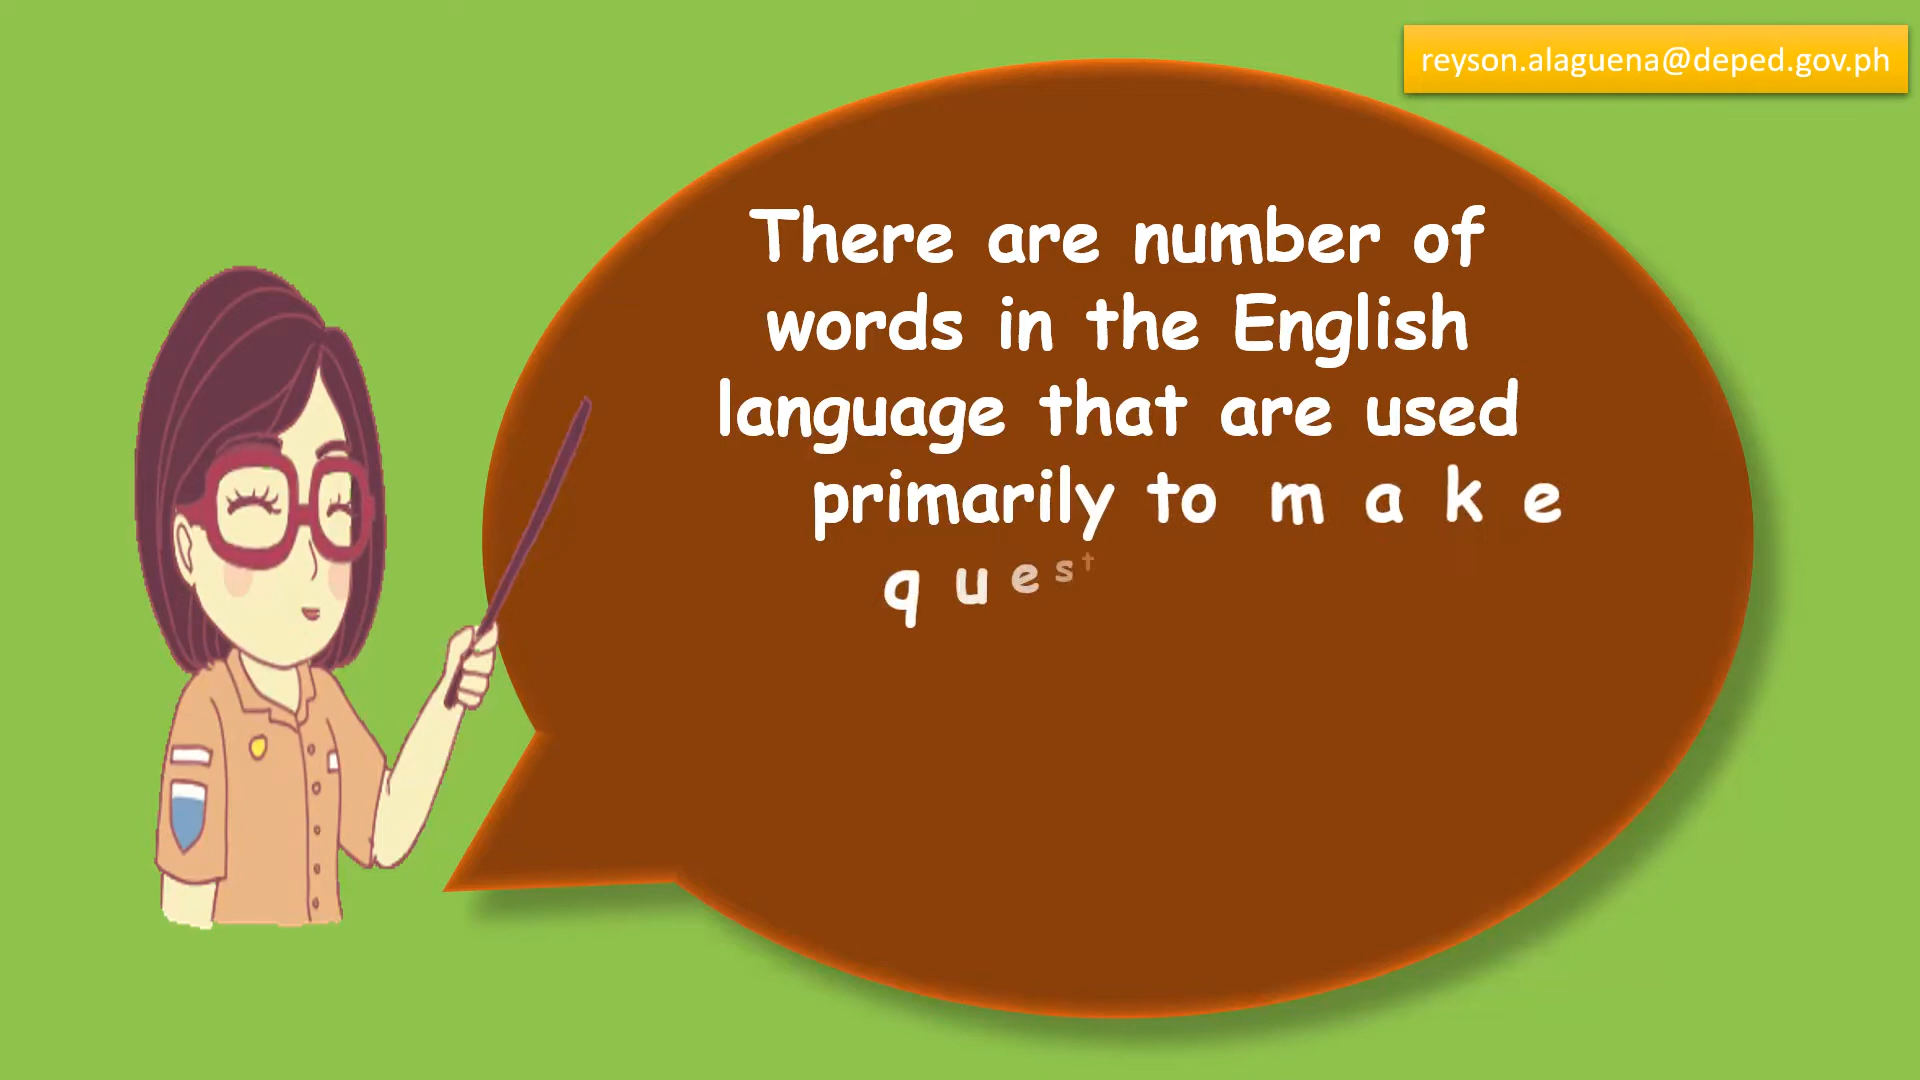 reyson.alaguena@deped.gov.ph
There are number of
words in the English
language that are used
primarily to m a k e
q u e s t